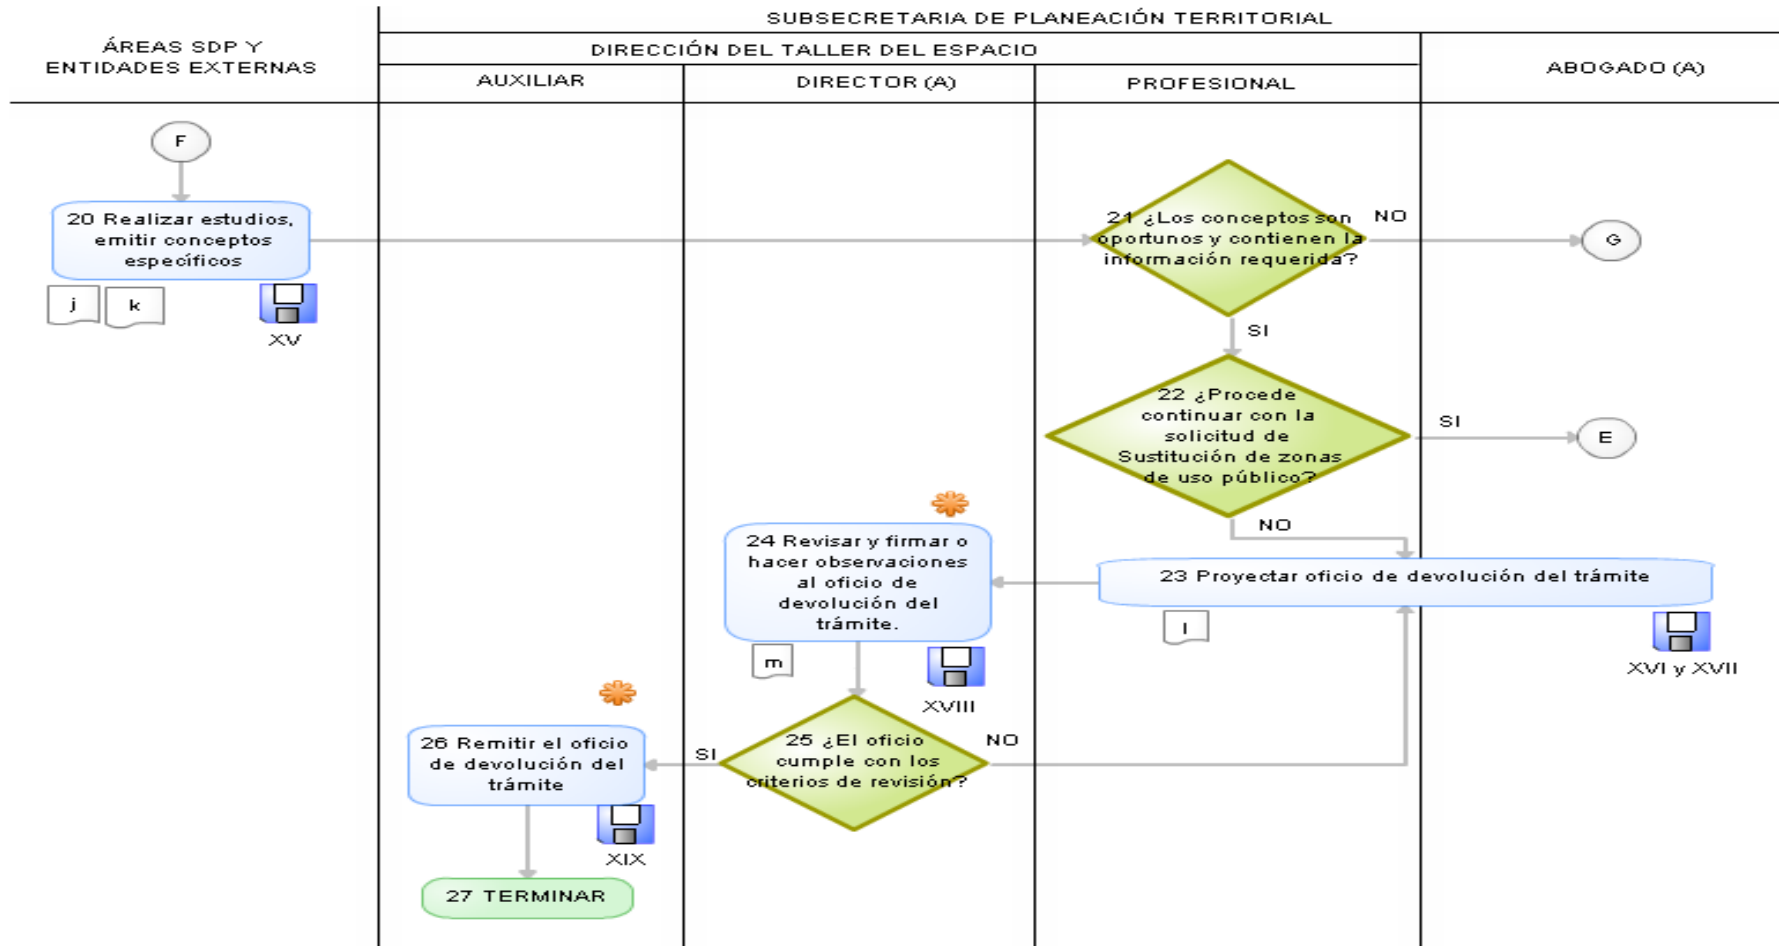 SUBSECRETARIA DE PLANEACIÓN TERRITORIAL
ÁREAS SDP Y
ENTIDADES EXTERNAS
DIRECCIÓN DEL TALLER DEL ESPACIO
ABOGADO (A)
AUXILIAR
DIRECTOR (A)
PROFESIONAL
F
20 Realizar estudios,
emitir conceptos
específicos
j
k
XV
21 ¿Los conceptos son
oportunos y contienen la
información requerida?
NO
G
SI
22 ¿Procede
continuar con la
solicitud de
Sustitución de zonas
de uso público?
SI
E
NO
23 Proyectar oficio de devolución del trámite
l
XVI y XVII
24 Revisar y firmar o
hacer observaciones
al oficio de
devolución del
trámite.
m
XVIII
25 ¿El oficio
cumple con los
criterios de revisión?
NO
SI
26 Remitir el oficio
de devolución del
trámite
XIX
27 TERMINAR